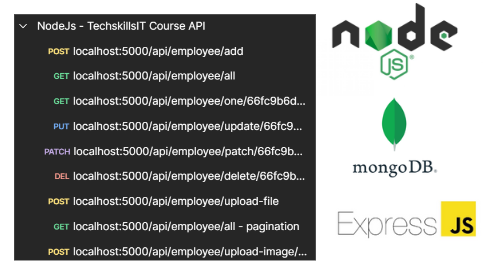 NodeJs - TechskillsIT Course API
POST localhost:5000/api/employee/add
GET localhost:5000/api/employee/all
GET localhost:5000/api/employee/one/66fc9b6d...
PUT localhost:5000/api/employee/update/66fc9...
PATCH localhost:5000/api/employee/patch/66fc9b...
DEL localhost:5000/api/employee/delete/66fc9b...
POST localhost:5000/api/employee/upload-file
GET localhost:5000/api/employee/all - pagination
POST localhost:5000/api/employee/upload-image/...
node
JS
mongoDB.
Express JS